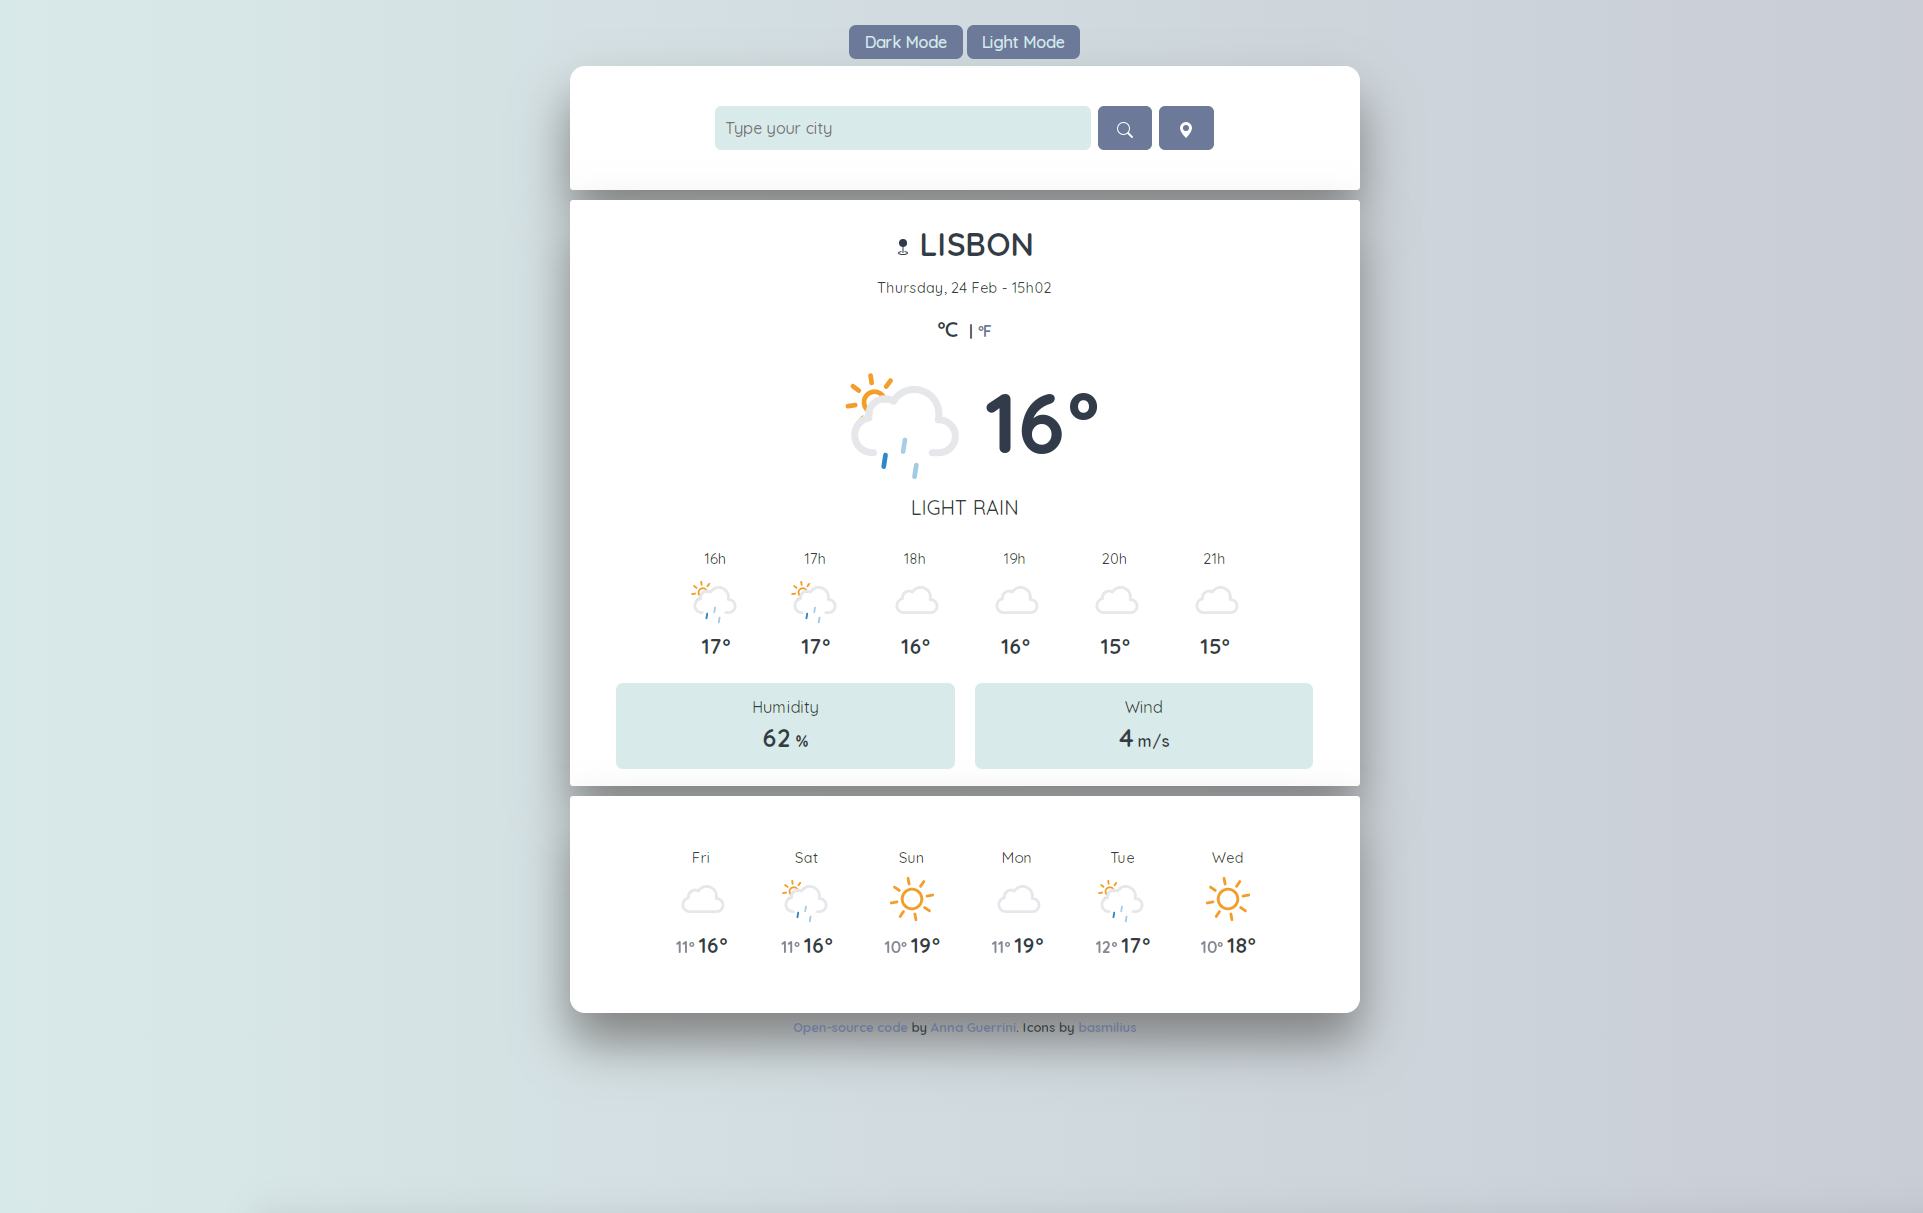 Dark Mode Light Mode
Type your city
LISBON
Thursday, 24 Feb - 15h02
°C | °F
16°
LIGHT RAIN
16h 17h 18h 19h 20h 21h
17° 17° 16° 16° 15° 15°
Humidity Wind
62 % 4 m/s
Fri Sat Sun Mon Tue Wed
11° 16° 11° 16° 10° 19° 11° 19° 12° 17° 10° 18°
Open-source code by Anna Guerrini. Icons by basmilius